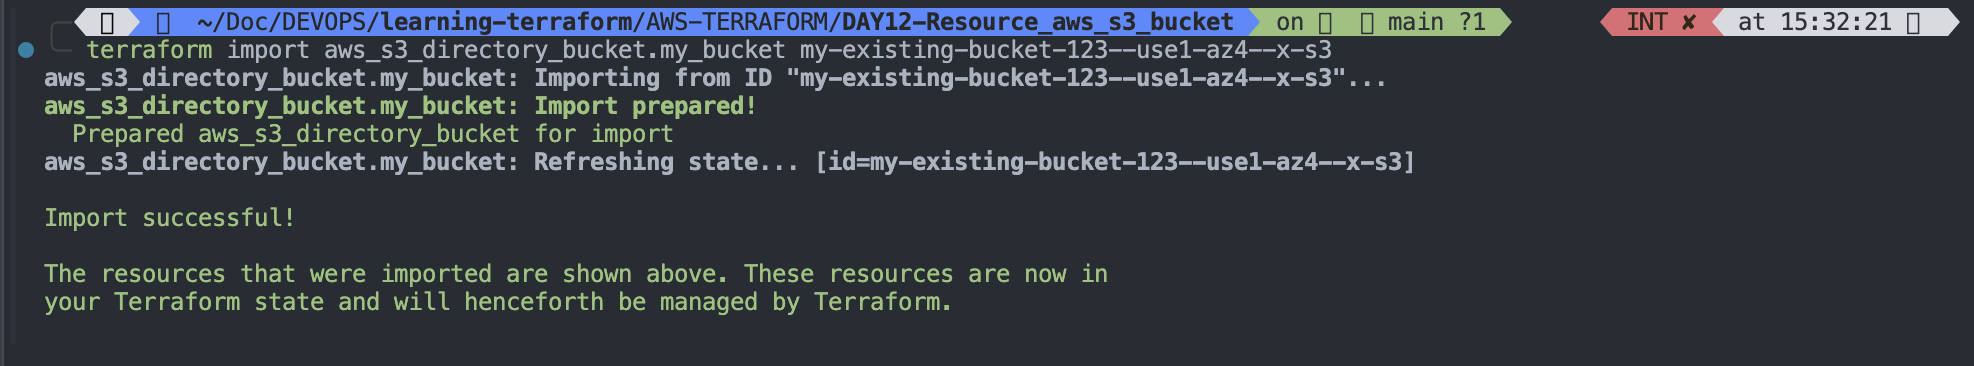 ~/Doc/DEVOPS/learning-terraform/AWS-TERRAFORM/DAY12-Resource_aws_s3_bucket on main ?1 INT ✘ at 15:32:21
terraform import aws_s3_directory_bucket.my_bucket my-existing-bucket-123--use1-az4--x-s3
aws_s3_directory_bucket.my_bucket: Importing from ID "my-existing-bucket-123--use1-az4--x-s3"...
aws_s3_directory_bucket.my_bucket: Import prepared!
  Prepared aws_s3_directory_bucket for import
aws_s3_directory_bucket.my_bucket: Refreshing state... [id=my-existing-bucket-123--use1-az4--x-s3]
Import successful!
The resources that were imported are shown above. These resources are now in
your Terraform state and will henceforth be managed by Terraform.